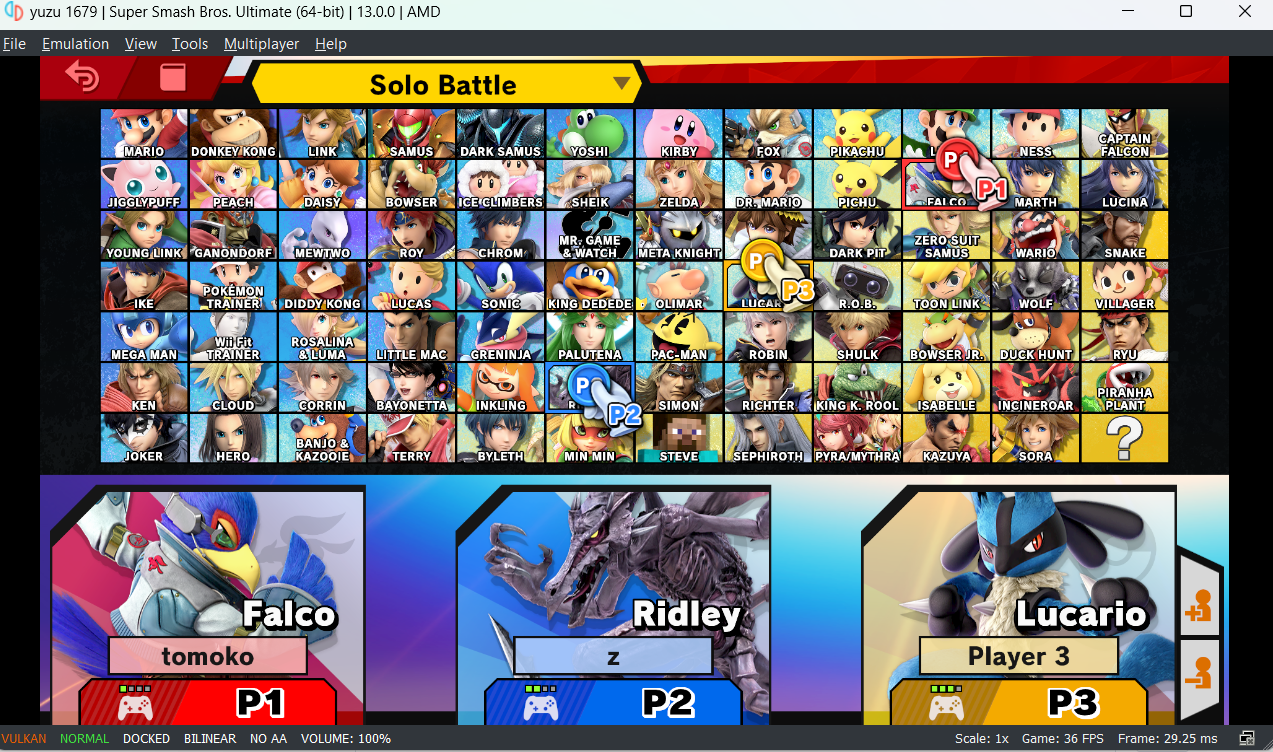 yuzu 1679 | Super Smash Bros. Ultimate (64-bit) | 13.0.0 | AMD
File Emulation View Tools Multiplayer Help
Solo Battle
MARIO DONKEY KONG LINK SAMUS DARK SAMUS YOSHI KIRBY FOX PIKACHU NESS CAPTAIN FALCON
P P1
JIGGLYPUFF PEACH DAISY BOWSER ICE CLIMBERS SHEIK ZELDA DR. MARIO PICHU FALCO MARTH LUCINA
YOUNG LINK GANONDORF MEWTWO ROY CHROM MR. GAME & WATCH META KNIGHT DARK PIT ZERO SUIT SAMUS WARIO SNAKE
P P3
IKE POKÉMON TRAINER DIDDY KONG LUCAS SONIC KING DEDEDE OLIMAR R.O.B. TOON LINK WOLF VILLAGER
MEGA MAN Wii Fit TRAINER ROSALINA & LUMA LITTLE MAC GRENINJA PALUTENA PAC-MAN ROBIN SHULK BOWSER JR. DUCK HUNT RYU
KEN CLOUD CORRIN BAYONETTA INKLING SIMON RICHTER KING K. ROOL ISABELLE INCINEROAR PIRANHA PLANT
P P2
JOKER HERO BANJO & KAZOOIE TERRY BYLETH MIN MIN STEVE SEPHIROTH PYRA/MYTHRA KAZUYA SORA ?
Falco Ridley Lucario
tomoko z Player 3
P1 P2 P3
VULKAN NORMAL DOCKED BILINEAR NO AA VOLUME: 100% Scale: 1x Game: 36 FPS Frame: 29.25 ms